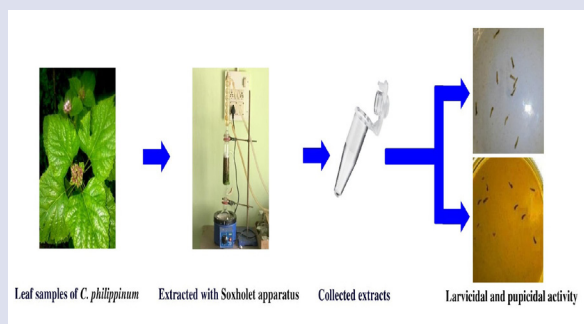 Leaf samples of C. philippinum
Extracted with Soxholet apparatus
Collected extracts
Larvicidal and pupicidal activity